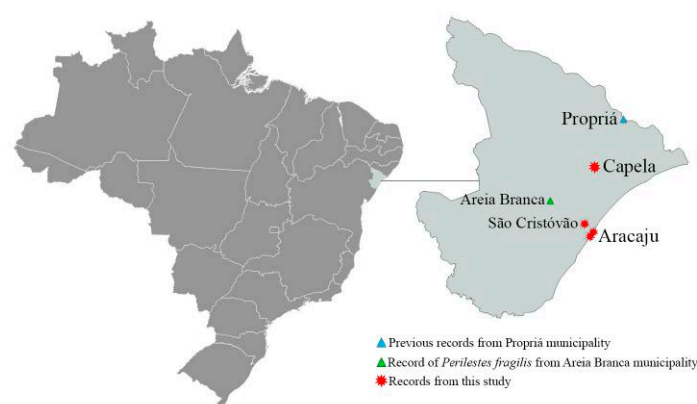 Propriá
Capela
Areia Branca
São Cristóvão
Aracaju
Previous records from Propriá municipality
Record of Perilestes fragilis from Areia Branca municipality
Records from this study